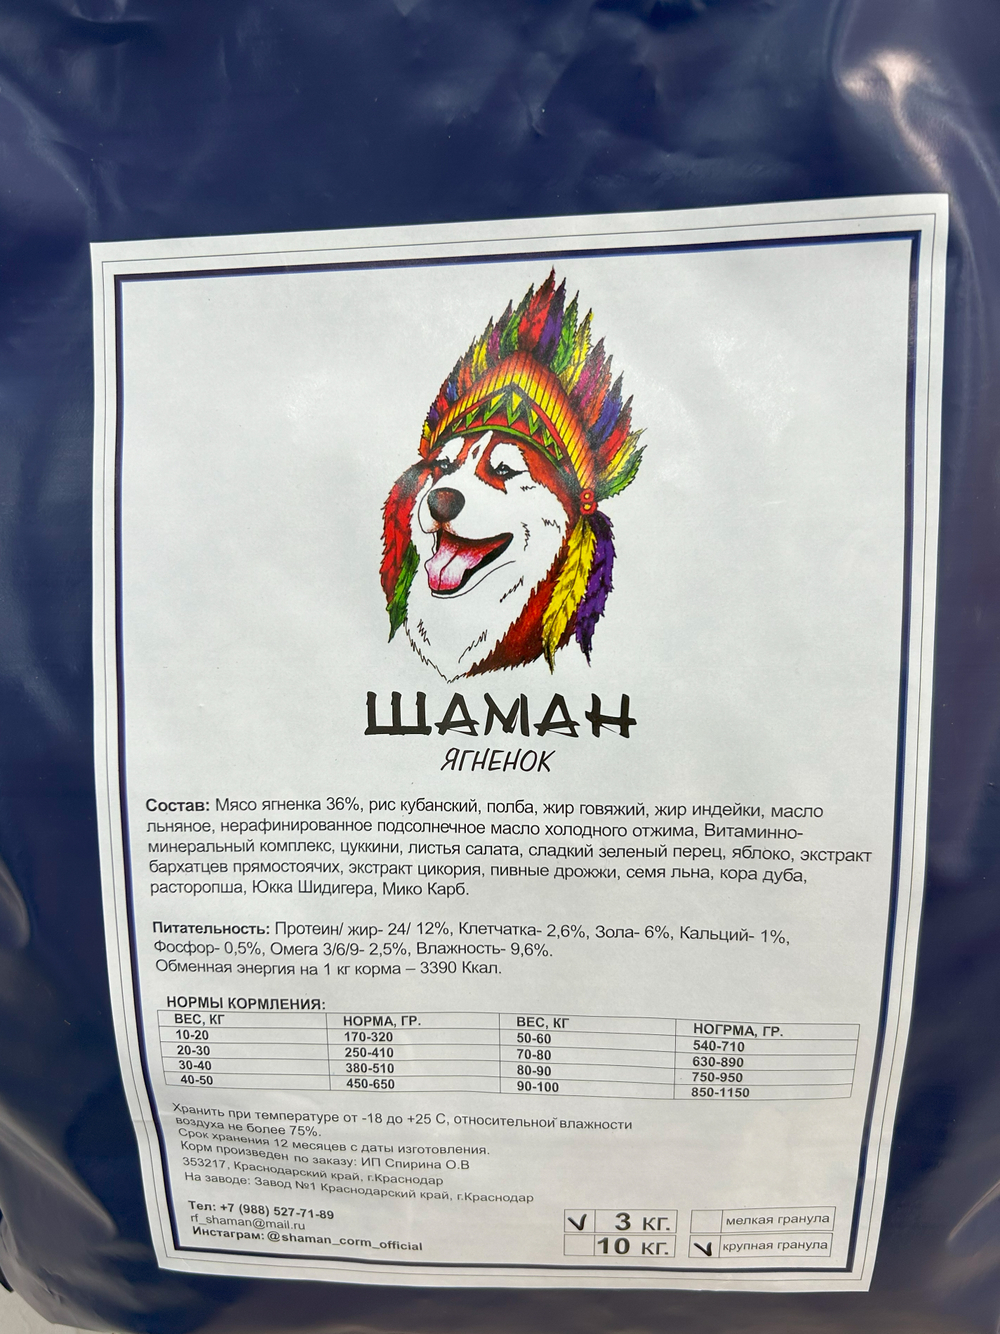 ШАМАН
ЯГНЕНОК
Состав: Мясо ягненка 36%, рис кубанский, полба, жир говяжий, жир индейки, масло
льняное, нерафинированное подсолнечное масло холодного отжима, Витаминно-
минеральный комплекс, цуккини, листья салата, сладкий зеленый перец, яблоко, экстракт
бархатцев прямостоячих, экстракт цикория, пивные дрожжи, семя льна, кора дуба,
расторопша, Юкка Шидигера, Мико Карб.
Питательность: Протеин/ жир- 24/ 12%, Клетчатка- 2,6%, Зола- 6%, Кальций- 1%,
Фосфор- 0,5%, Омега 3/6/9- 2,5%, Влажность- 9,6%.
Обменная энергия на 1 кг корма – 3390 Ккал.
НОРМЫ КОРМЛЕНИЯ:
ВЕС, КГ НОРМА, ГР. ВЕС, КГ НОГРМА, ГР.
10-20 170-320 50-60 540-710
20-30 250-410 70-80 630-890
30-40 380-510 80-90 750-950
40-50 450-650 90-100 850-1150
Хранить при температуре от -18 до +25 С, относительной влажности
воздуха не более 75%.
Срок хранения 12 месяцев с даты изготовления.
Корм произведен по заказу: ИП Спирина О.В
353217, Краснодарский край, г.Краснодар
На заводе: Завод №1 Краснодарский край, г.Краснодар
Тел: +7 (988) 527-71-89
rf_shaman@mail.ru
Инстаграм: @shaman_corm_official
3 КГ. мелкая гранула
10 КГ. крупная гранула